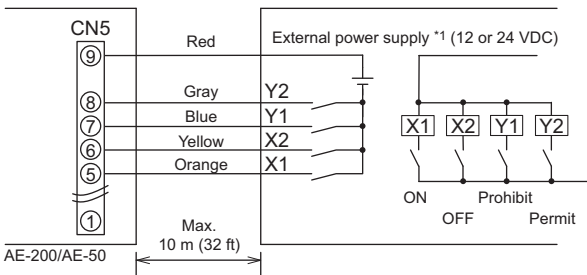 CN5
⑨ Red External power supply *1 (12 or 24 VDC)
⑧ Gray Y2
⑦ Blue Y1
⑥ Yellow X2
⑤ Orange X1
①
X1 X2 Y1 Y2
ON Prohibit
OFF Permit
Max.
10 m (32 ft)
AE-200/AE-50